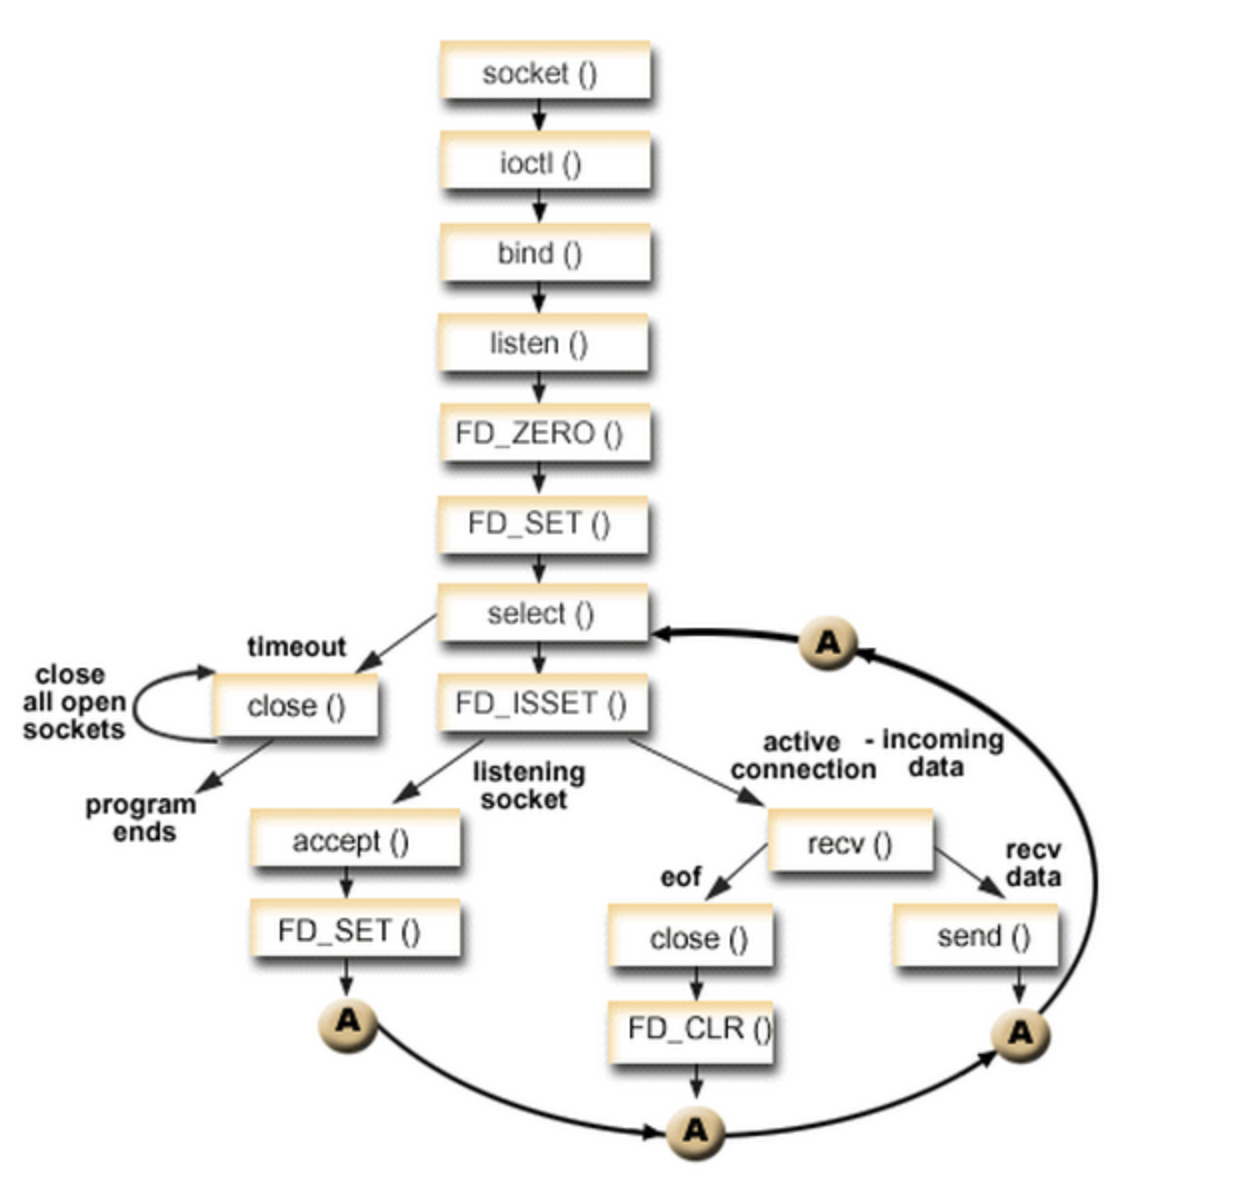 socket ()
ioctl ()
bind ()
listen ()
FD_ZERO ()
FD_SET ()
select ()
A
timeout
close
all open
sockets
close ()
FD_ISSET ()
program
ends
listening
socket
active
connection
- incoming
data
accept ()
recv ()
eof
recv
data
FD_SET ()
close ()
send ()
A
FD_CLR ()
A
A